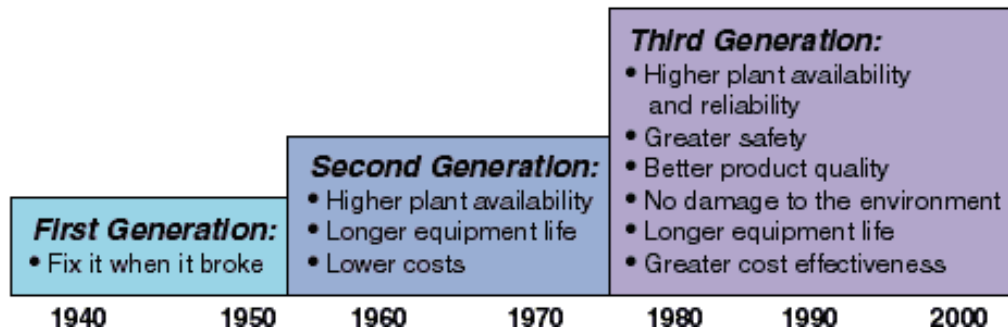 First Generation:
• Fix it when it broke
Second Generation:
• Higher plant availability
• Longer equipment life
• Lower costs
Third Generation:
• Higher plant availability
and reliability
• Greater safety
• Better product quality
• No damage to the environment
• Longer equipment life
• Greater cost effectiveness
1940 1950 1960 1970 1980 1990 2000